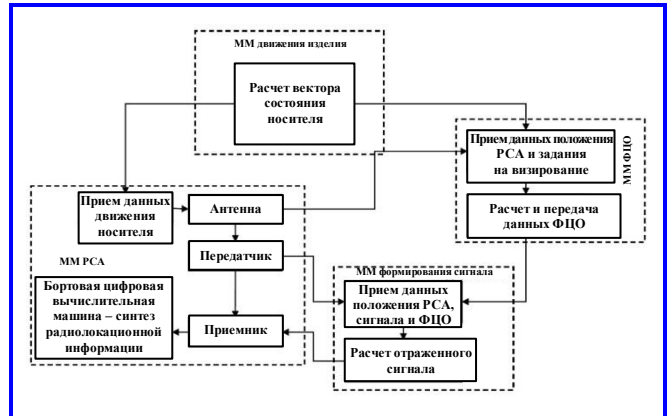 ММ движения изделия
Расчет вектора
состояния
носителя
Прием данных положения
РСА и задания
на визирование
ММ ФЦО
Расчет и передача
данных ФЦО
Прием данных
движения
носителя
Антенна
Передатчик
ММ РСА
Бортовая цифровая
вычислительная
машина – синтез
радиолокационной
информации
Приемник
ММ формирования сигнала
Прием данных
положения РСА,
сигнала и ФЦО
Расчет отраженного
сигнала